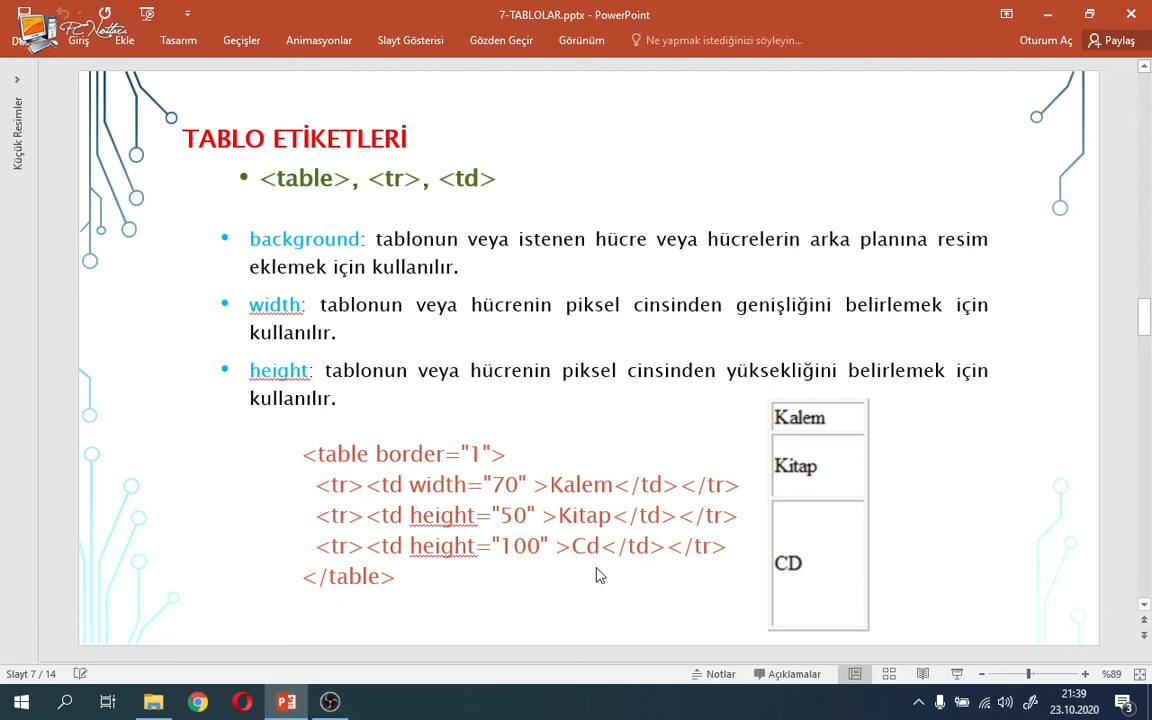 7-TABLOLAR.pptx - PowerPoint
PC Notları
Giriş Ekle Tasarım Geçişler Animasyonlar Slayt Gösterisi Gözden Geçir Görünüm Ne yapmak istediğinizi söyleyin... Oturum Aç Paylaş
Küçük Resimler
TABLO ETİKETLERİ
• <table>, <tr>, <td>
• background: tablonun veya istenen hücre veya hücrelerin arka planına resim
eklemek için kullanılır.
• width: tablonun veya hücrenin piksel cinsinden genişliğini belirlemek için
kullanılır.
• height: tablonun veya hücrenin piksel cinsinden yüksekliğini belirlemek için
kullanılır.
<table border="1">
<tr><td width="70" >Kalem</td></tr>
<tr><td height="50" >Kitap</td></tr>
<tr><td height="100" >Cd</td></tr>
</table>
Kalem
Kitap
CD
Slayt 7 / 14 Notlar Açıklamalar %89
21:39
23.10.2020
3